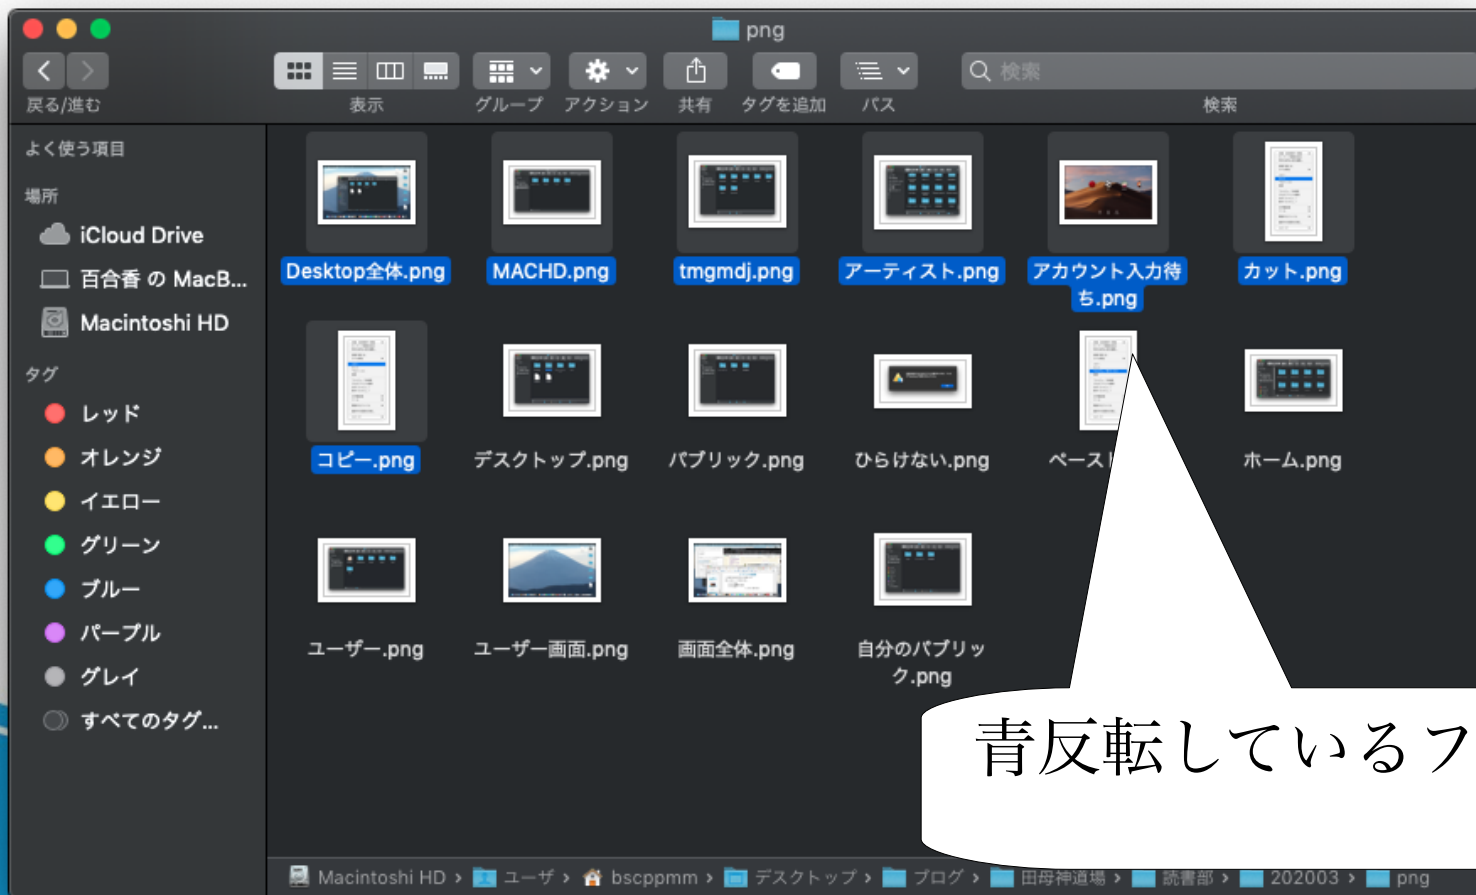 png
戻る/進む
表示
グループ
アクション
共有
タグを追加
パス
検索
検索
よく使う項目
場所
iCloud Drive
百合香 の MacB...
Macintoshi HD
タグ
レッド
オレンジ
イエロー
グリーン
ブルー
パープル
グレイ
すべてのタグ...
Desktop全体.png
MACHD.png
tmgmdj.png
アーティスト.png
アカウント入力待
ち.png
カット.png
コピー.png
デスクトップ.png
パブリック.png
ひらけない.png
ペースト
ホーム.png
ユーザー.png
ユーザー画面.png
画面全体.png
自分のパブリッ
ク.png
青反転しているフ
Macintoshi HD › ユーザ › bscppmm › デスクトップ › ブログ › 田母神道場 › 読書部 › 202003 › png